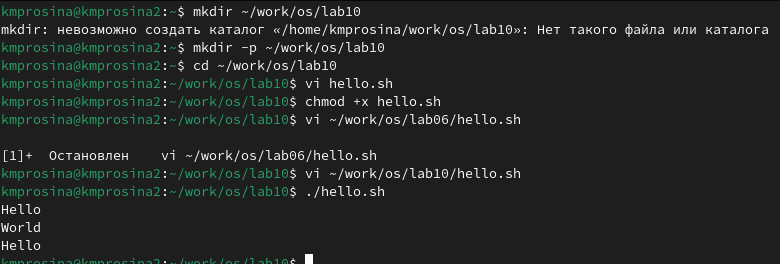 kmprosina@kmprosina2:~$ mkdir ~/work/os/lab10
mkdir: невозможно создать каталог «/home/kmprosina/work/os/lab10»: Нет такого файла или каталога
kmprosina@kmprosina2:~$ mkdir -p ~/work/os/lab10
kmprosina@kmprosina2:~$ cd ~/work/os/lab10
kmprosina@kmprosina2:~/work/os/lab10$ vi hello.sh
kmprosina@kmprosina2:~/work/os/lab10$ chmod +x hello.sh
kmprosina@kmprosina2:~/work/os/lab10$ vi ~/work/os/lab06/hello.sh
[1]+  Остановлен    vi ~/work/os/lab06/hello.sh
kmprosina@kmprosina2:~/work/os/lab10$ vi ~/work/os/lab10/hello.sh
kmprosina@kmprosina2:~/work/os/lab10$ ./hello.sh
Hello
World
Hello
kmprosina@kmprosina2:~/work/os/lab10$